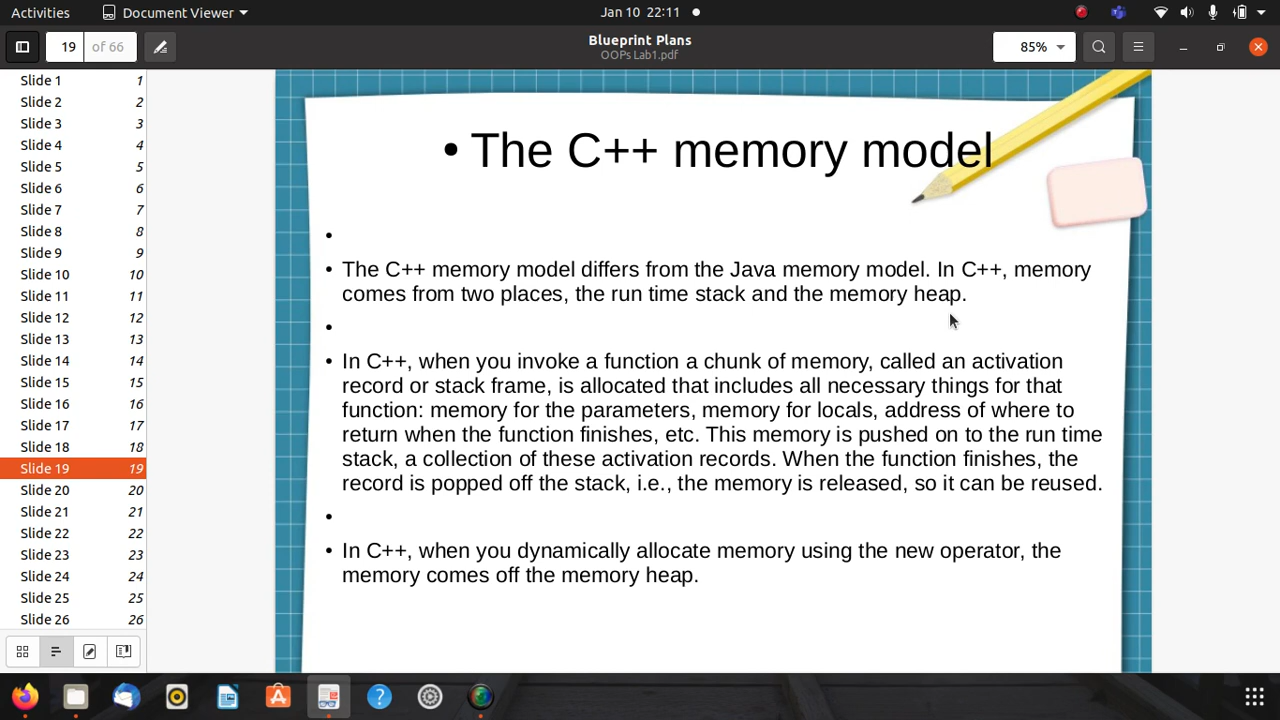 Activities
Document Viewer
Jan 10 22:11
19 of 66
Blueprint Plans
OOPs Lab1.pdf
85%
Slide 1 1
Slide 2 2
Slide 3 3
Slide 4 4
Slide 5 5
Slide 6 6
Slide 7 7
Slide 8 8
Slide 9 9
Slide 10 10
Slide 11 11
Slide 12 12
Slide 13 13
Slide 14 14
Slide 15 15
Slide 16 16
Slide 17 17
Slide 18 18
Slide 19 19
Slide 20 20
Slide 21 21
Slide 22 22
Slide 23 23
Slide 24 24
Slide 25 25
Slide 26 26
• The C++ memory model
•
• The C++ memory model differs from the Java memory model. In C++, memory
comes from two places, the run time stack and the memory heap.
•
• In C++, when you invoke a function a chunk of memory, called an activation
record or stack frame, is allocated that includes all necessary things for that
function: memory for the parameters, memory for locals, address of where to
return when the function finishes, etc. This memory is pushed on to the run time
stack, a collection of these activation records. When the function finishes, the
record is popped off the stack, i.e., the memory is released, so it can be reused.
•
• In C++, when you dynamically allocate memory using the new operator, the
memory comes off the memory heap.